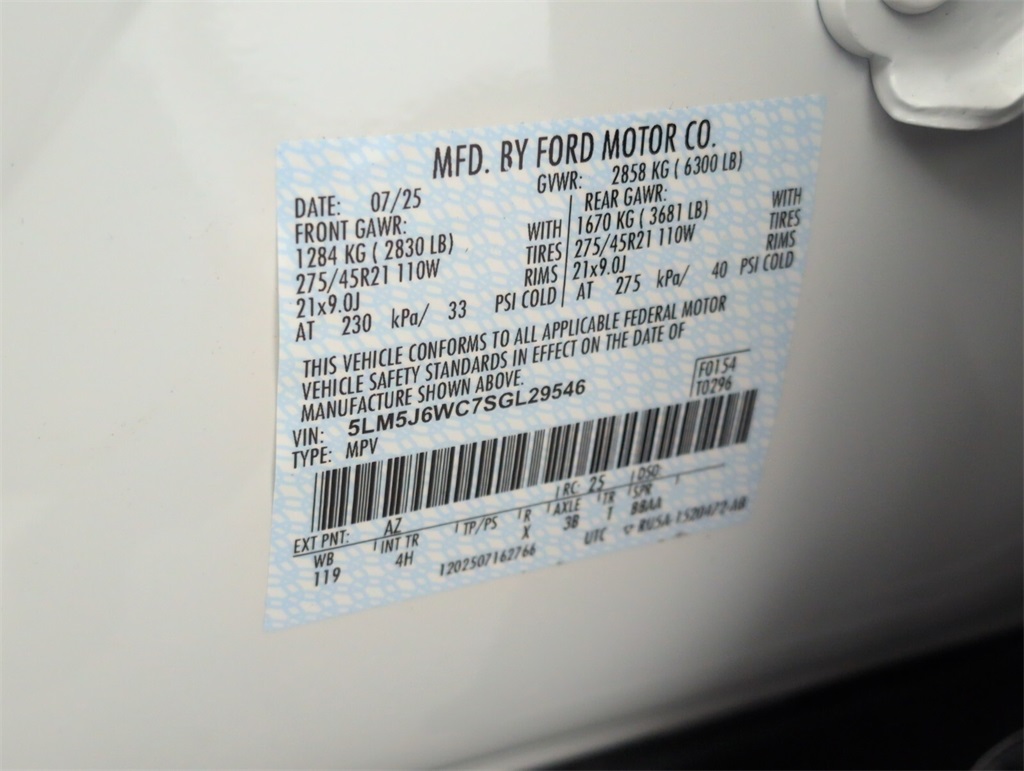 MFD. BY FORD MOTOR CO.
DATE: 07/25 GVWR: 2858 KG ( 6300 LB)
FRONT GAWR: REAR GAWR:
1284 KG ( 2830 LB) WITH 1670 KG ( 3681 LB) WITH
275/45R21 110W TIRES 275/45R21 110W TIRES
21x9.0J RIMS 21x9.0J RIMS
AT 230 kPa/ 33 PSI COLD AT 275 kPa/ 40 PSI COLD
THIS VEHICLE CONFORMS TO ALL APPLICABLE FEDERAL MOTOR
VEHICLE SAFETY STANDARDS IN EFFECT ON THE DATE OF
MANUFACTURE SHOWN ABOVE.
F0154
VIN: 5LM5J6WC7SGL29546
T0296
TYPE: MPV
EXT PNT: AZ RC: 25 DSO:
WB INT TR TP/PS R AXLE TR SPR
119 4H X 3B T BBAA
1202507162766 UTC RU5A-1520472-AB